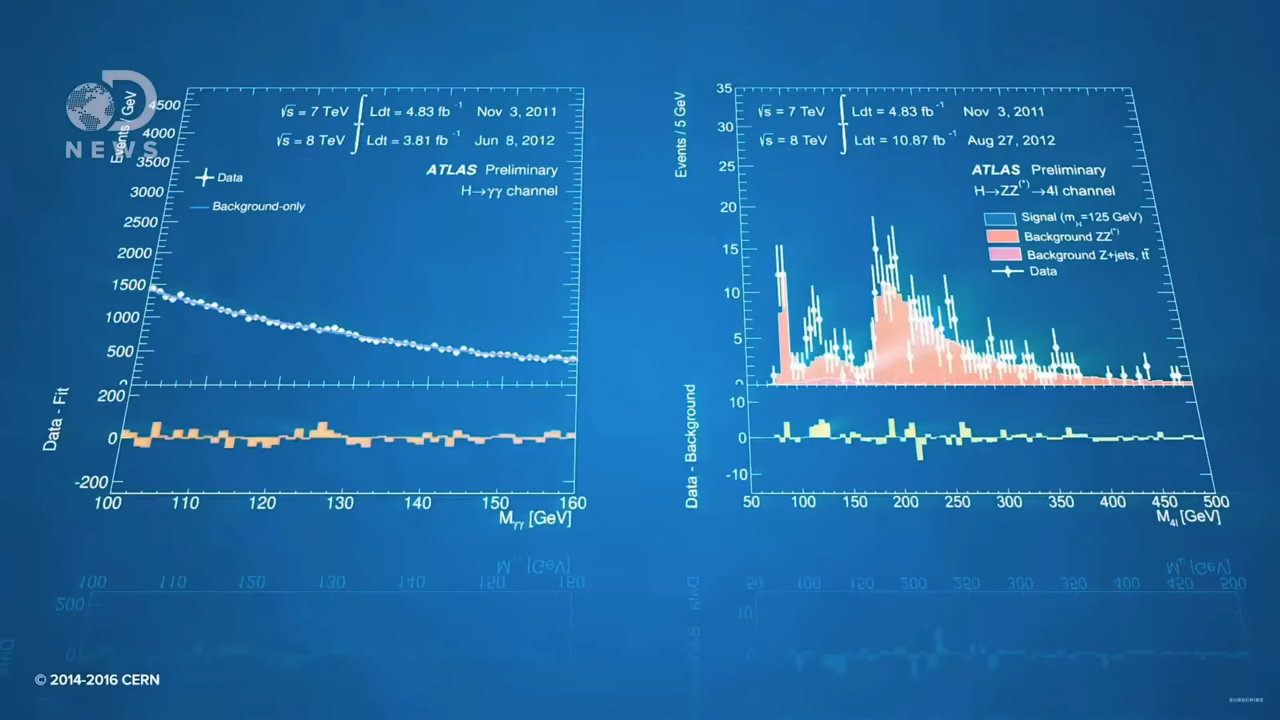 NEWS
Events / GeV
4500
4000
3500
3000
2500
2000
1500
1000
500
0
200
0
-200
Data - Fit
√s = 7 TeV ∫ Ldt = 4.83 fb⁻¹ Nov 3, 2011
√s = 8 TeV ∫ Ldt = 3.81 fb⁻¹ Jun 8, 2012
ATLAS Preliminary
H→γγ channel
Data
Background-only
100 110 120 130 140 150 160
Mγγ [GeV]
Events / 5 GeV
35
30
25
20
15
10
5
0
10
0
-10
Data - Background
√s = 7 TeV ∫ Ldt = 4.83 fb⁻¹ Nov 3, 2011
√s = 8 TeV ∫ Ldt = 10.87 fb⁻¹ Aug 27, 2012
ATLAS Preliminary
H→ZZ(*)→4l channel
Signal (mH=125 GeV)
Background ZZ(*)
Background Z+jets, tt̄
Data
50 100 150 200 250 300 350 400 450 500
M4l [GeV]
© 2014-2016 CERN
SUBSCRIBE